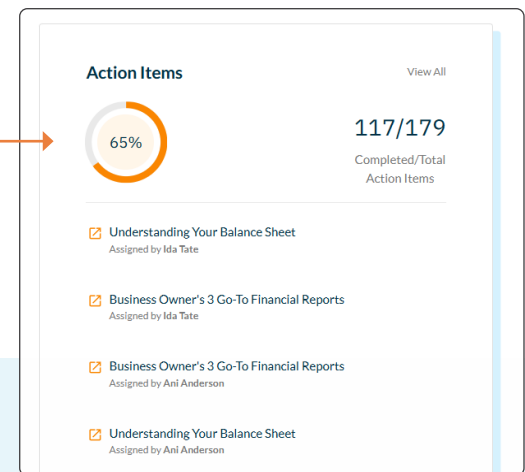 Action Items
View All
65%
117/179
Completed/Total
Action Items
Understanding Your Balance Sheet
Assigned by Ida Tate
Business Owner's 3 Go-To Financial Reports
Assigned by Ida Tate
Business Owner's 3 Go-To Financial Reports
Assigned by Ani Anderson
Understanding Your Balance Sheet
Assigned by Ani Anderson